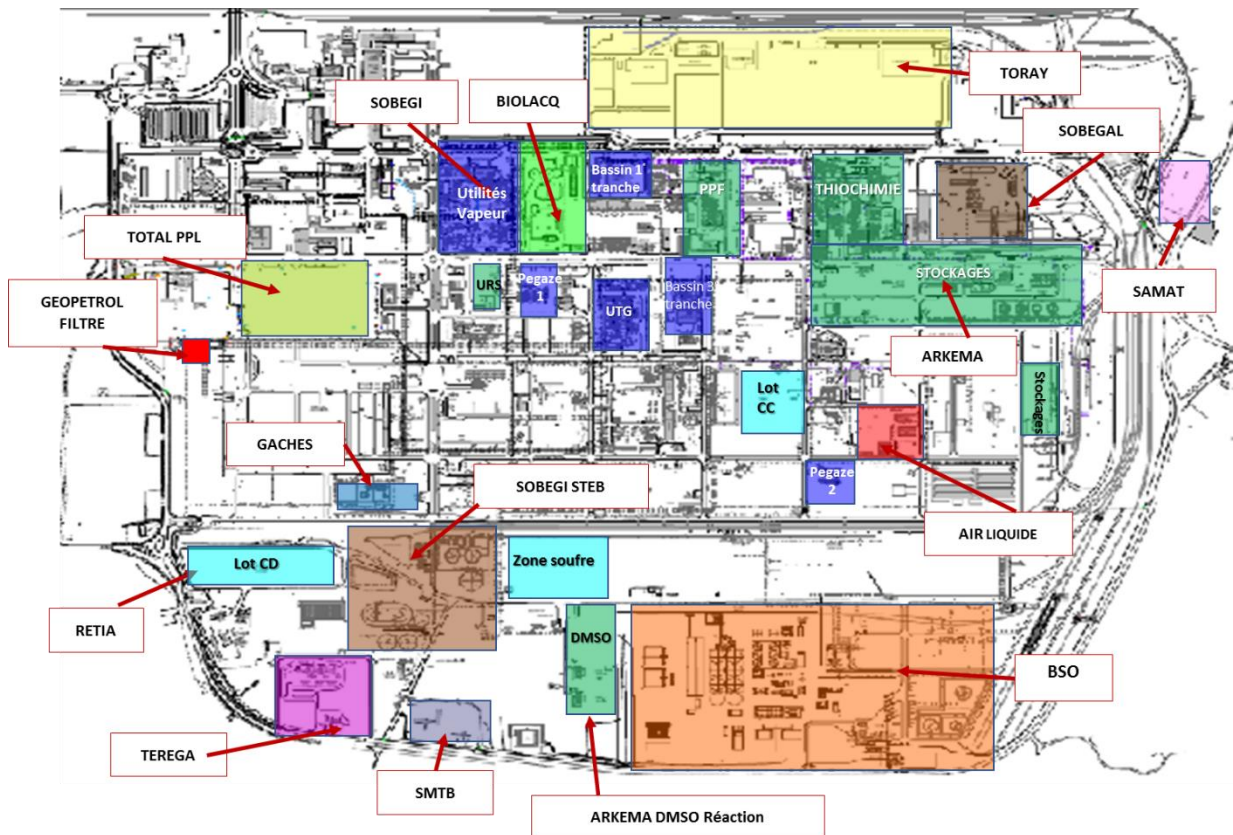 TORAY
SOBEGI
BIOLACQ
SOBEGAL
Bassin 1
tranche
Utilités
Vapeur
PPF
THIOCHIMIE
TOTAL PPL
URS
Pegaze
1
UTG
Bassin 3
tranche
STOCKAGES
SAMAT
GEOPETROL
FILTRE
ARKEMA
Lot
CC
Stockages
GACHES
SOBEGI STEB
Pegaze
2
AIR LIQUIDE
Lot CD
Zone soufre
RETIA
DMSO
BSO
TEREGA
SMTB
ARKEMA DMSO Réaction